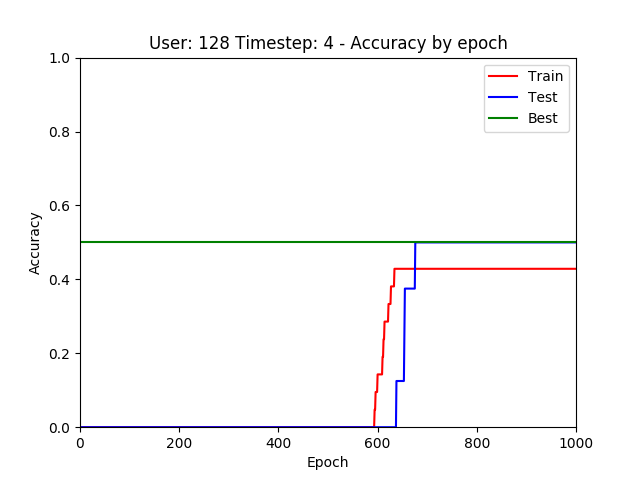 User: 128 Timestep: 4 - Accuracy by epoch
1.0
0.8
0.6
0.4
0.2
0.0
Accuracy
Train
Test
Best
0 200 400 600 800 1000
Epoch